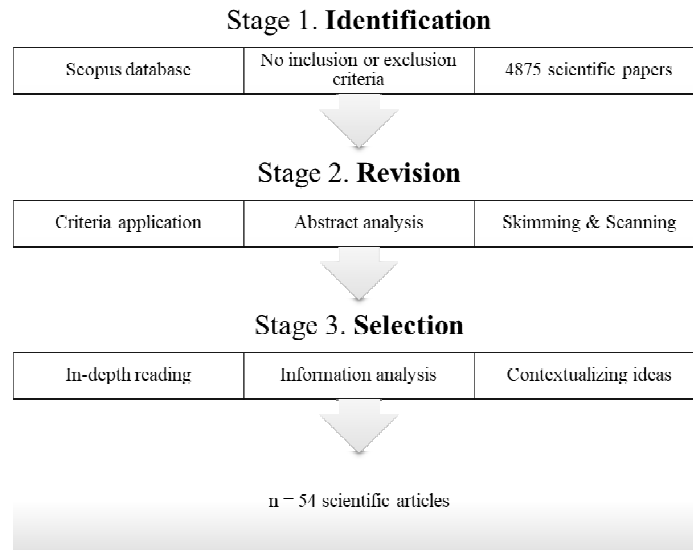 Stage 1. Identification
Scopus database
No inclusion or exclusion
criteria
4875 scientific papers
Stage 2. Revision
Criteria application
Abstract analysis
Skimming & Scanning
Stage 3. Selection
In-depth reading
Information analysis
Contextualizing ideas
n = 54 scientific articles